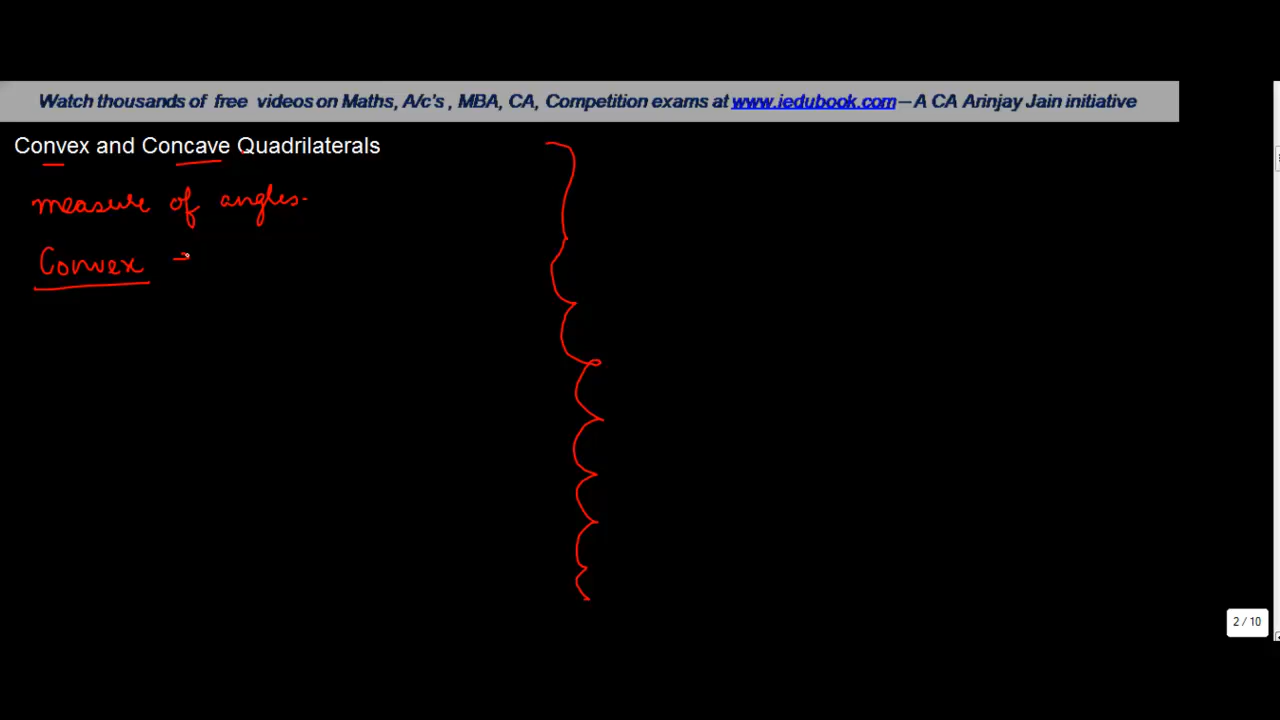 Watch thousands of free videos on Maths, A/c's , MBA, CA, Competition exams at www.iedubook.com – A CA Arinjay Jain initiative
Convex and Concave Quadrilaterals
measure of angles.
Convex =
2 / 10